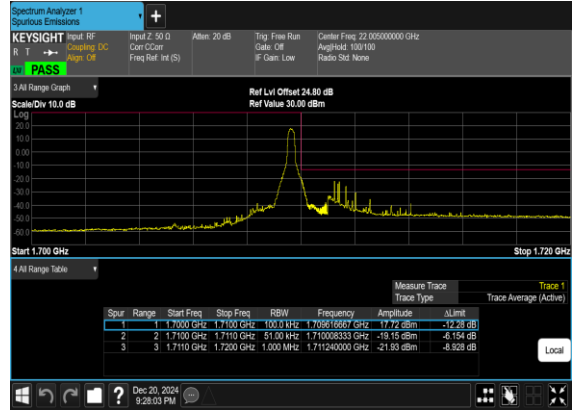 Spectrum Analyzer 1
Spurious Emissions
KEYSIGHT Input: RF Input Z: 50 Ω Atten: 20 dB Trig: Free Run Center Freq: 22.005000000 GHz
R T Coupling: DC Corr CCorr Gate: Off Avg|Hold: 100/100
Align: Off Freq Ref: Int (S) IF Gain: Low Radio Std: None
PASS
3 All Range Graph
Ref Lvl Offset 24.80 dB
Scale/Div 10.0 dB Ref Value 30.00 dBm
Log
20.0
10.0
0.00
-10.0
-20.0
-30.0
-40.0
-50.0
-60.0
Start 1.700 GHz Stop 1.720 GHz
4 All Range Table
Measure Trace Trace 1
Trace Type Trace Average (Active)
Spur Range Start Freq Stop Freq RBW Frequency Amplitude ΔLimit
1 1 1.7000 GHz 1.7100 GHz 100.0 kHz 1.709616667 GHz 17.72 dBm -12.28 dB
2 2 1.7100 GHz 1.7110 GHz 51.00 kHz 1.710008333 GHz -19.15 dBm -6.154 dB
3 3 1.7110 GHz 1.7200 GHz 1.000 MHz 1.711240000 GHz -21.93 dBm -8.928 dB
Local
? Dec 20, 2024
9:28:03 PM